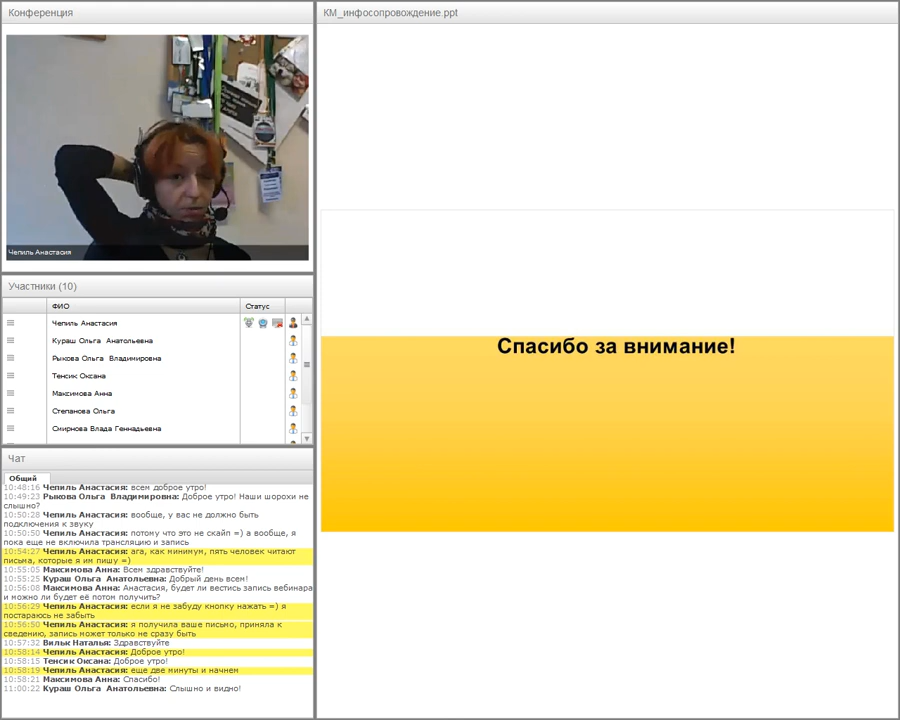 Конференция
КМ_инфосопровождение.ppt
Чепиль Анастасия
Участники (10)
ФИО
Статус
Чепиль Анастасия
Кураш Ольга Анатольевна
Рыкова Ольга Владимировна
Тенсик Оксана
Максимова Анна
Степанова Ольга
Смирнова Влада Геннадьевна
Чат
Общий
10:48:16 Чепиль Анастасия: всем доброе утро!
10:49:23 Рыкова Ольга Владимировна: Доброе утро! Наши шорохи не
слышно?
10:50:28 Чепиль Анастасия: вообще, у вас не должно быть
подключения к звуку
10:50:50 Чепиль Анастасия: потому что это не скайп =) а вообще, я
пока еще не включила трансляцию и запись
10:54:27 Чепиль Анастасия: ага, как минимум, пять человек читают
письма, которые я им пишу =)
10:55:05 Максимова Анна: Всем здравствуйте!
10:55:25 Кураш Ольга Анатольевна: Добрый день всем!
10:56:08 Максимова Анна: Анастасия, будет ли вестись запись вебинара
и можно ли будет её потом получить?
10:56:29 Чепиль Анастасия: если я не забуду кнопку нажать =) я
постараюсь не забыть
10:56:50 Чепиль Анастасия: я получила ваше письмо, приняла к
сведению, запись может только не сразу быть
10:57:32 Вильк Наталья: Здравствуйте
10:58:14 Чепиль Анастасия: Доброе утро!
10:58:15 Тенсик Оксана: Доброе утро!
10:58:19 Чепиль Анастасия: еще две минуты и начнем
10:58:21 Максимова Анна: Спасибо!
11:00:22 Кураш Ольга Анатольевна: Слышно и видно!
Спасибо за внимание!